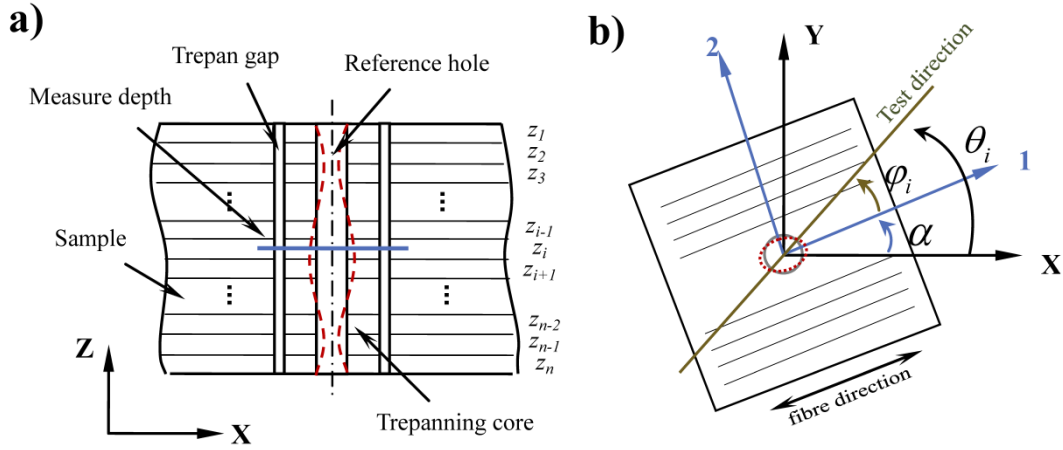 a)
Trepan gap
Reference hole
Measure depth
z1
z2
z3
⋮
⋮
zi-1
Sample
zi
zi+1
⋮
⋮
zn-2
zn-1
zn
Z
X
Trepanning core
b)
2
Y
Test direction
θi
1
φi
α
X
fibre direction